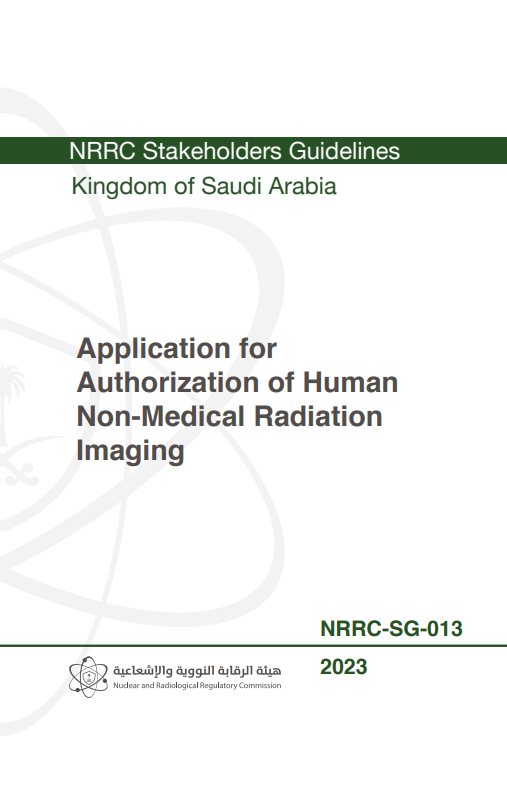 NRRC Stakeholders Guidelines
Kingdom of Saudi Arabia
Application for
Authorization of Human
Non-Medical Radiation
Imaging
NRRC-SG-013
هيئة الرقابة النووية والإشعاعية
Nuclear and Radiological Regulatory Commission
2023